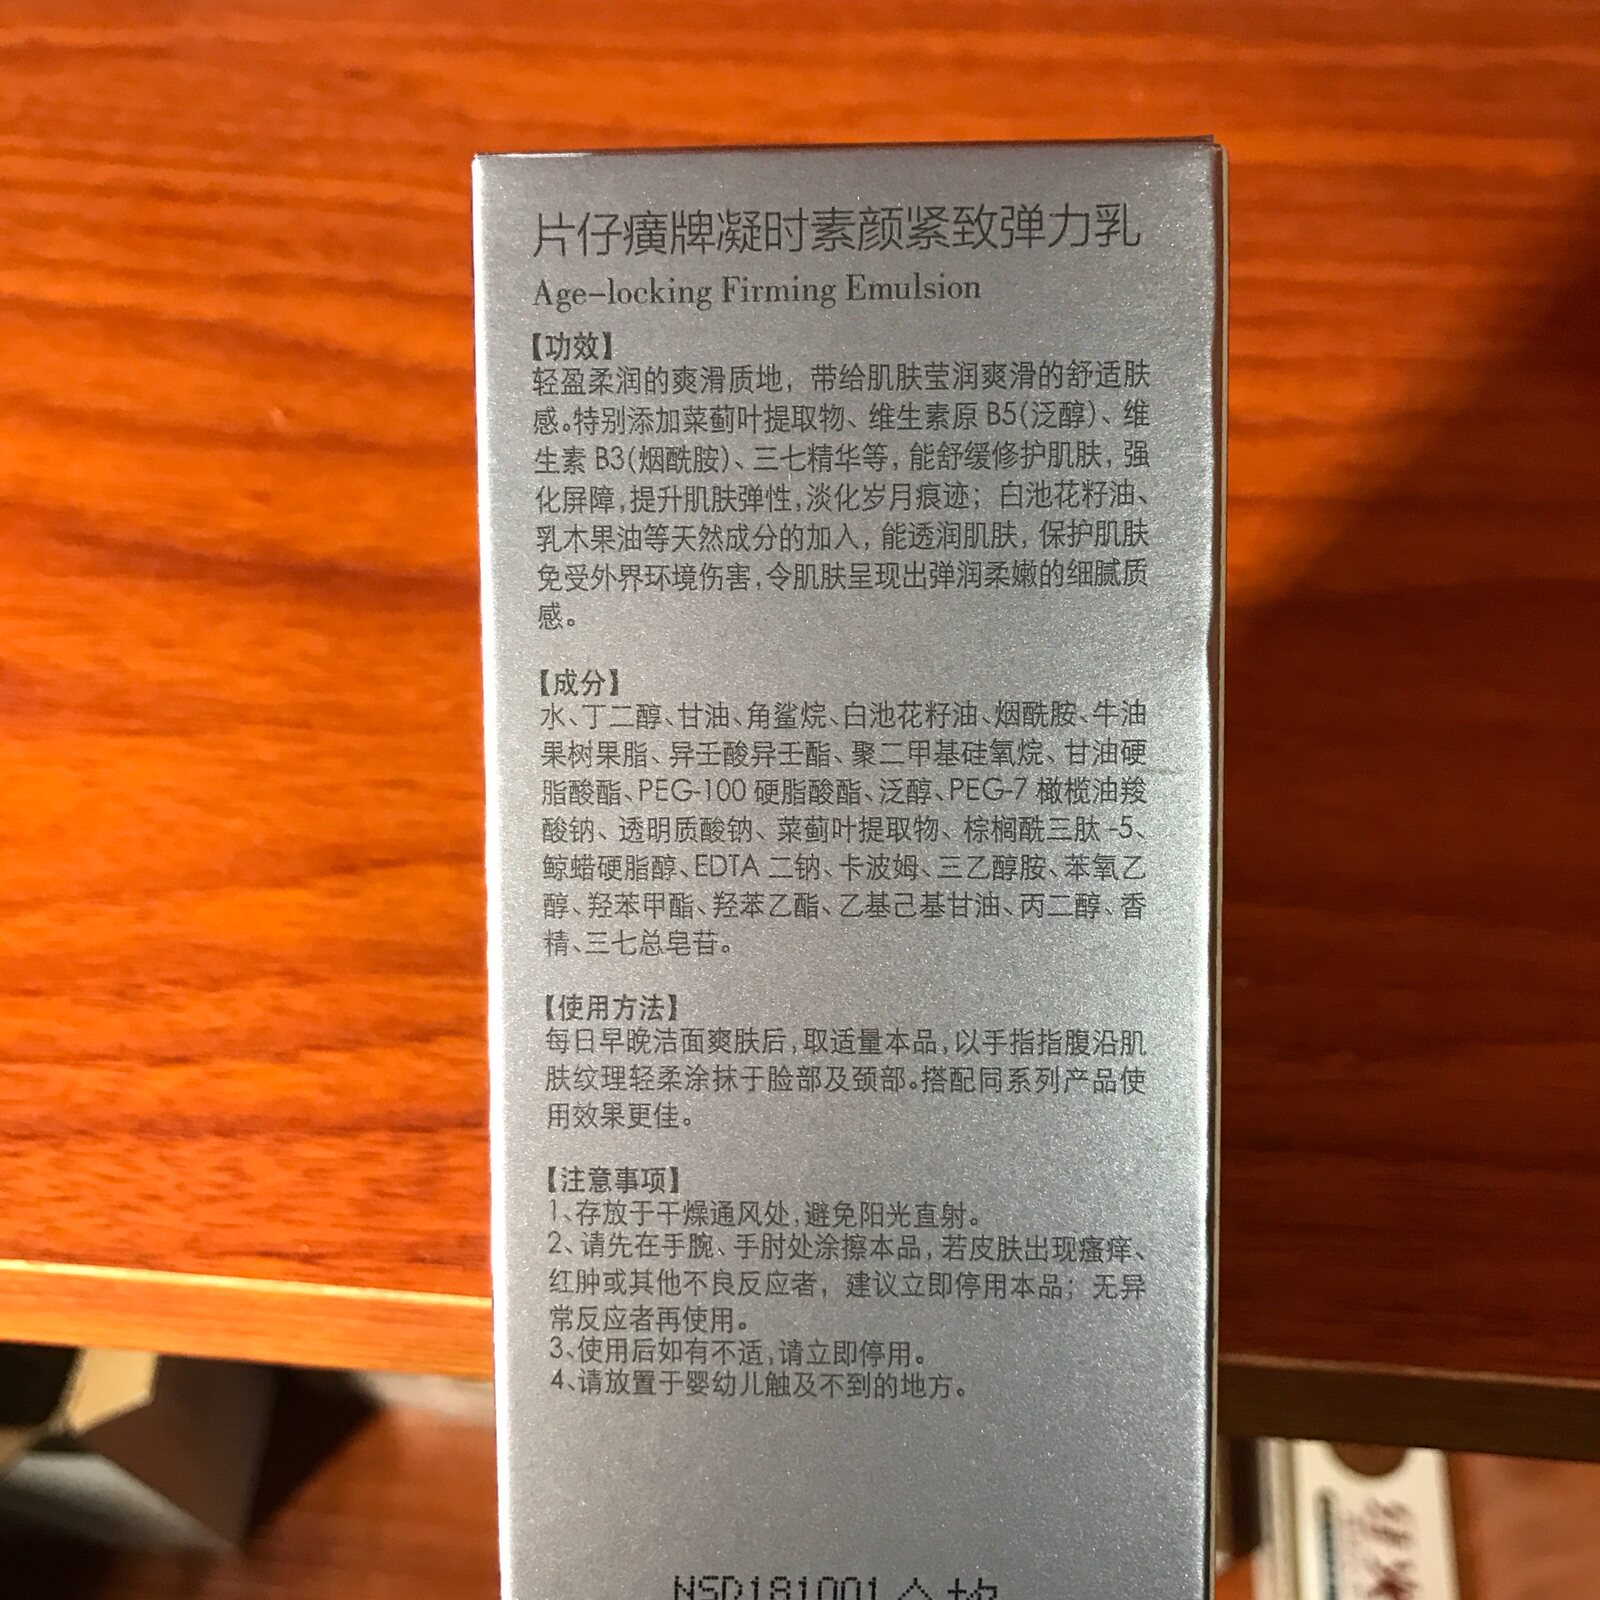 片仔癀牌凝时素颜紧致弹力乳
Age-locking Firming Emulsion
【功效】
轻盈柔润的爽滑质地，带给肌肤莹润爽滑的舒适肤
感。特别添加菜蓟叶提取物、维生素原 B5(泛醇)、维
生素 B3(烟酰胺)、三七精华等，能舒缓修护肌肤，强
化屏障，提升肌肤弹性，淡化岁月痕迹；白池花籽油、
乳木果油等天然成分的加入，能透润肌肤，保护肌肤
免受外界环境伤害，令肌肤呈现出弹润柔嫩的细腻质
感。
【成分】
水、丁二醇、甘油、角鲨烷、白池花籽油、烟酰胺、牛油
果树果脂、异壬酸异壬酯、聚二甲基硅氧烷、甘油硬
脂酸酯、PEG-100 硬脂酸酯、泛醇、PEG-7 橄榄油羧
酸钠、透明质酸钠、菜蓟叶提取物、棕榈酰三肽 -5、
鲸蜡硬脂醇、EDTA 二钠、卡波姆、三乙醇胺、苯氧乙
醇、羟苯甲酯、羟苯乙酯、乙基己基甘油、丙二醇、香
精、三七总皂苷。
【使用方法】
每日早晚洁面爽肤后，取适量本品，以手指指腹沿肌
肤纹理轻柔涂抹于脸部及颈部。搭配同系列产品使
用效果更佳。
【注意事项】
1、存放于干燥通风处，避免阳光直射。
2、请先在手腕、手肘处涂擦本品，若皮肤出现瘙痒、
红肿或其他不良反应者，建议立即停用本品；无异
常反应者再使用。
3、使用后如有不适，请立即停用。
4、请放置于婴幼儿触及不到的地方。
NSD181001